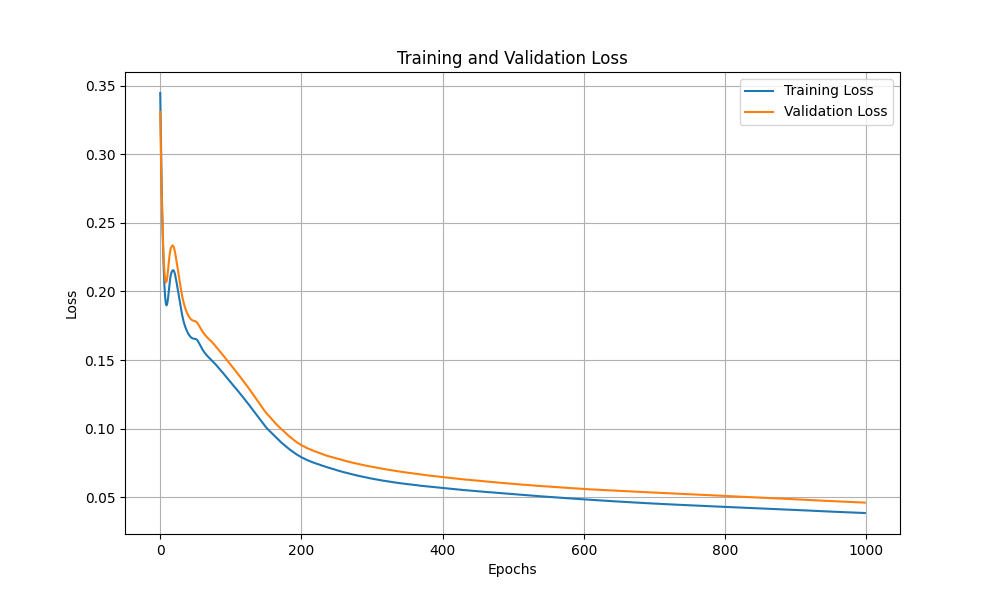 Training and Validation Loss
Training Loss
Validation Loss
Loss
0.35
0.30
0.25
0.20
0.15
0.10
0.05
0 200 400 600 800 1000
Epochs